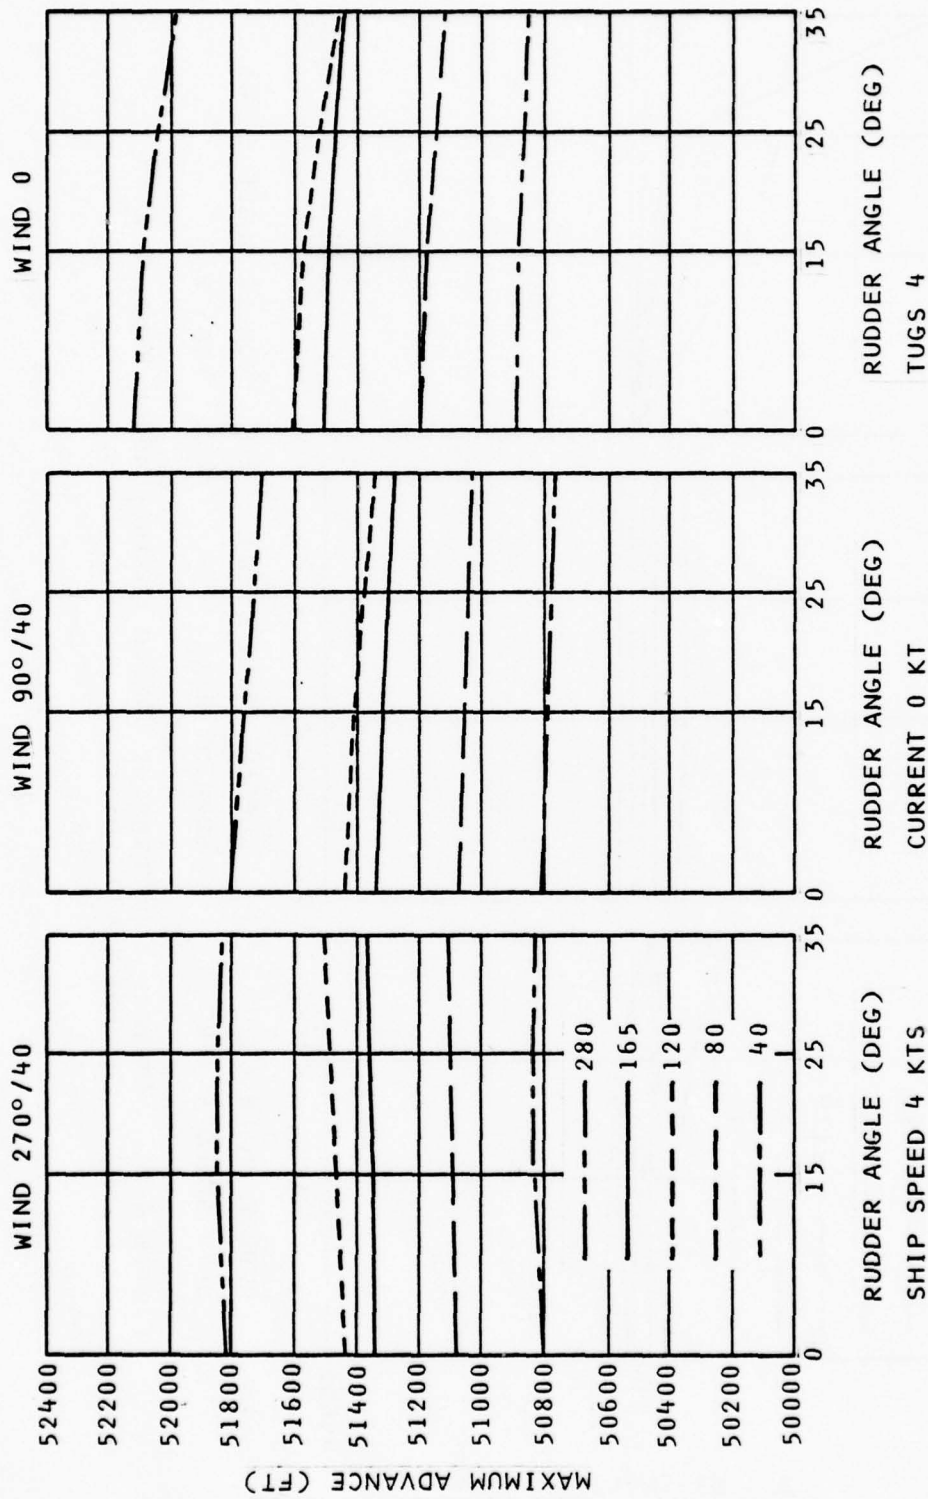 WIND 270°/40
WIND 90°/40
WIND 0
MAXIMUM ADVANCE (FT)
52400
52200
52000
51800
51600
51400
51200
51000
50800
50600
50400
50200
50000
280
165
120
80
40
0 15 25 35
0 15 25 35
0 15 25 35
RUDDER ANGLE (DEG)
RUDDER ANGLE (DEG)
RUDDER ANGLE (DEG)
SHIP SPEED 4 KTS
CURRENT 0 KT
TUGS 4